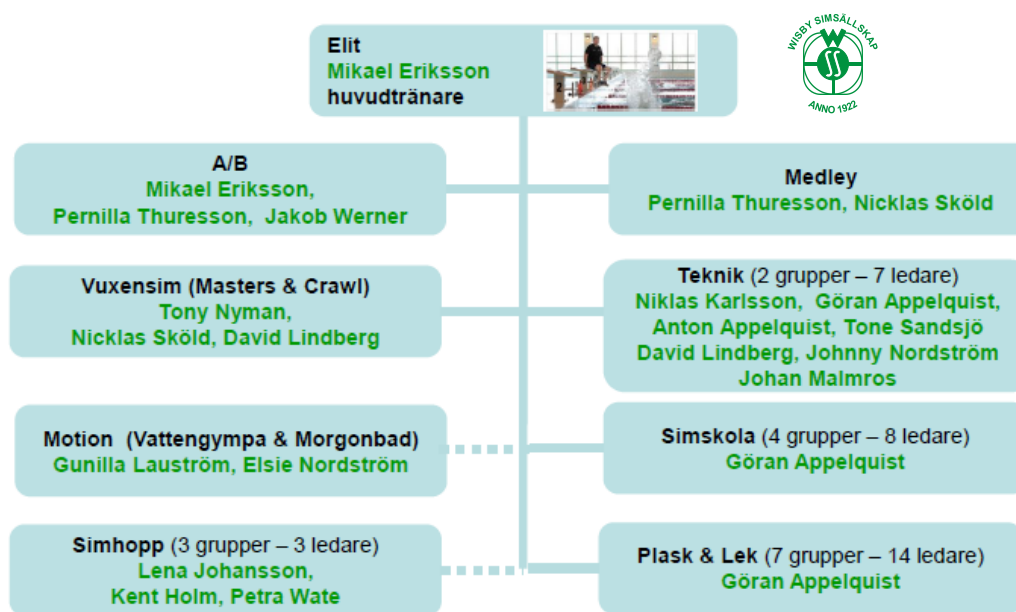 Elit
Mikael Eriksson
huvudtränare
2
WISBY SIMSÄLLSKAP
W
SS
ANNO 1922
A/B
Mikael Eriksson,
Pernilla Thuresson, Jakob Werner
Medley
Pernilla Thuresson, Nicklas Sköld
Vuxensim (Masters & Crawl)
Tony Nyman,
Nicklas Sköld, David Lindberg
Teknik (2 grupper – 7 ledare)
Niklas Karlsson, Göran Appelquist,
Anton Appelquist, Tone Sandsjö
David Lindberg, Johnny Nordström
Johan Malmros
Motion (Vattengympa & Morgonbad)
Gunilla Lauström, Elsie Nordström
Simskola (4 grupper – 8 ledare)
Göran Appelquist
Simhopp (3 grupper – 3 ledare)
Lena Johansson,
Kent Holm, Petra Wate
Plask & Lek (7 grupper – 14 ledare)
Göran Appelquist